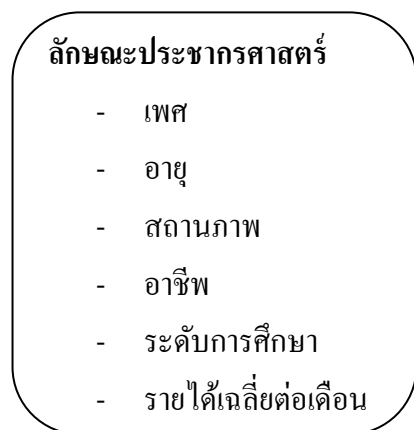 ลักษณะประชากรศาสตร์
- เพศ
- อายุ
- สถานภาพ
- อาชีพ
- ระดับการศึกษา
- รายได้เฉลี่ยต่อเดือน